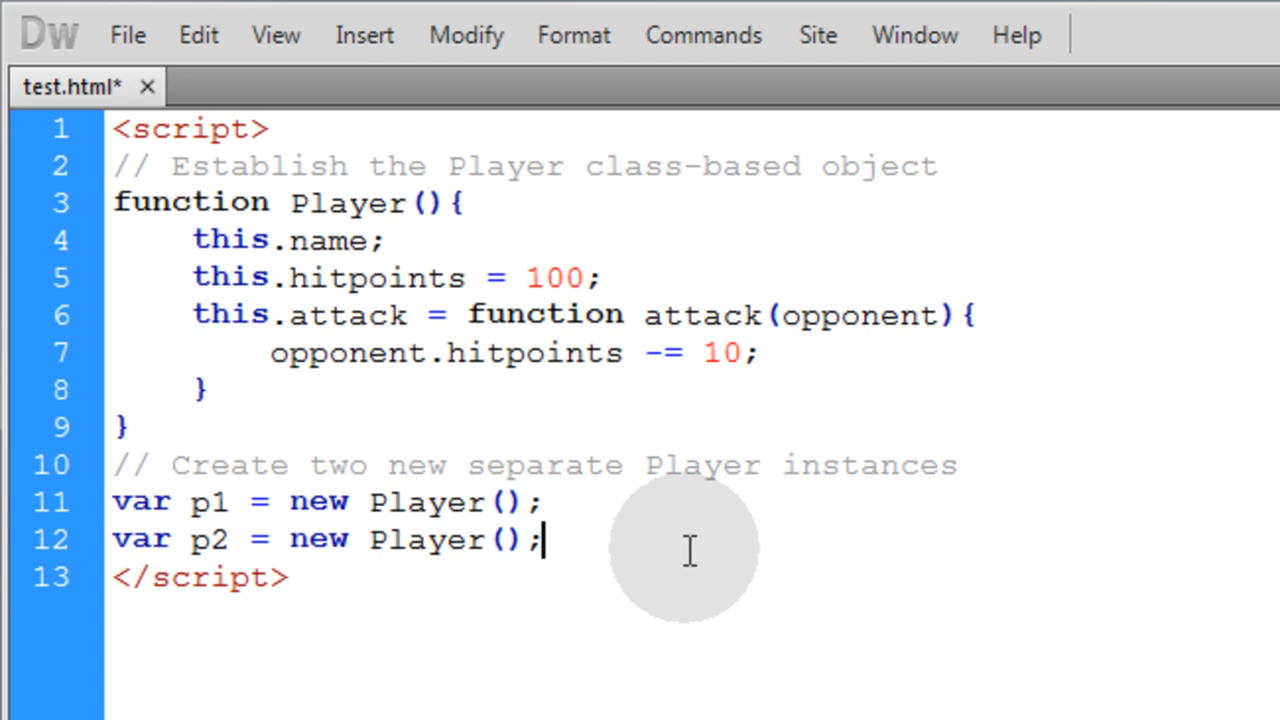 Dw File Edit View Insert Modify Format Commands Site Window Help
test.html* ×
1 <script>
2 // Establish the Player class-based object
3 function Player(){
4 this.name;
5 this.hitpoints = 100;
6 this.attack = function attack(opponent){
7 opponent.hitpoints -= 10;
8 }
9 }
10 // Create two new separate Player instances
11 var p1 = new Player();
12 var p2 = new Player();
13 </script>